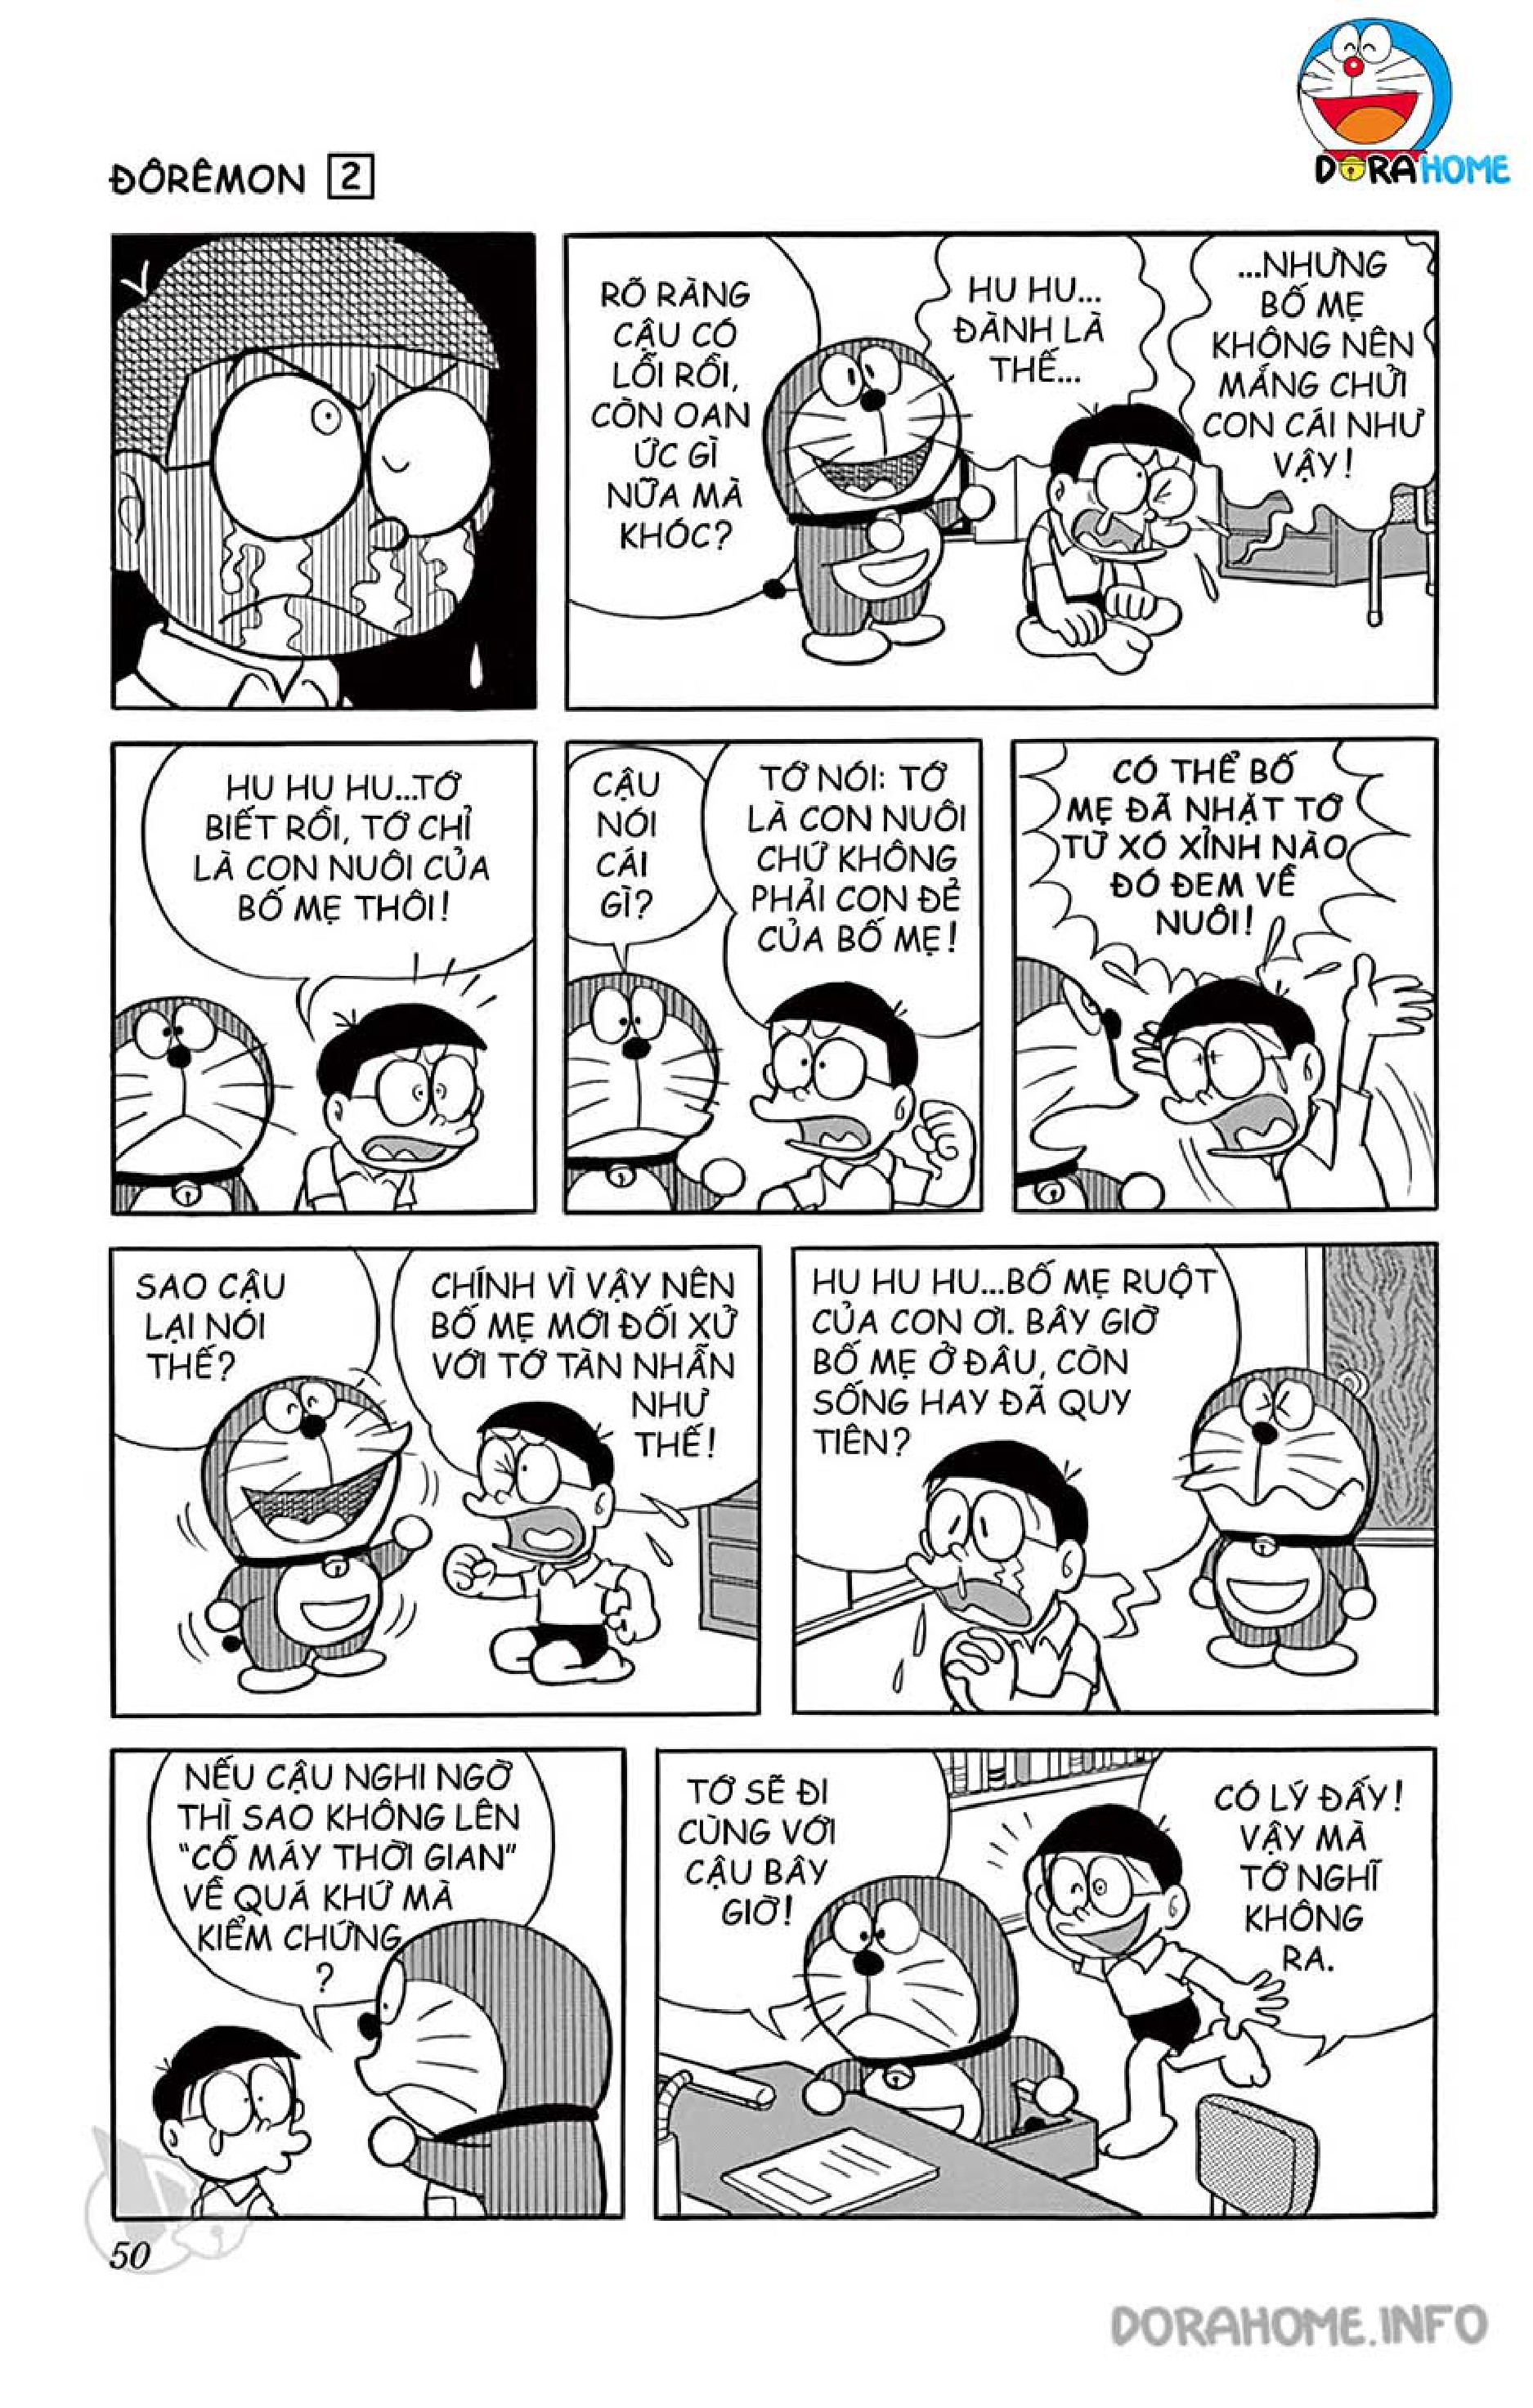 DORAHOME
ĐÔRÊMON 2
RÕ RÀNG
CẬU CÓ
LỖI RỒI,
CÒN OAN
ỨC GÌ
NỮA MÀ
KHÓC?
HU HU...
ĐÀNH LÀ
THẾ...
...NHƯNG
BỐ MẸ
KHÔNG NÊN
MẮNG CHỬI
CON CÁI NHƯ
VẬY!
HU HU HU...TỚ
BIẾT RỒI, TỚ CHỈ
LÀ CON NUÔI CỦA
BỐ MẸ THÔI!
CẬU
NÓI
CÁI
GÌ?
TỚ NÓI: TỚ
LÀ CON NUÔI
CHỨ KHÔNG
PHẢI CON ĐẺ
CỦA BỐ MẸ!
CÓ THỂ BỐ
MẸ ĐÃ NHẶT TỚ
TỪ XÓ XỈNH NÀO
ĐÓ ĐEM VỀ
NUÔI!
SAO CẬU
LẠI NÓI
THẾ?
CHÍNH VÌ VẬY NÊN
BỐ MẸ MỚI ĐỐI XỬ
VỚI TỚ TÀN NHẪN
NHƯ
THẾ!
HU HU HU...BỐ MẸ RUỘT
CỦA CON ƠI. BÂY GIỜ
BỐ MẸ Ở ĐÂU, CÒN
SỐNG HAY ĐÃ QUY
TIÊN?
NẾU CẬU NGHI NGỜ
THÌ SAO KHÔNG LÊN
“CỖ MÁY THỜI GIAN”
VỀ QUÁ KHỨ MÀ
KIỂM CHỨNG
?
TỚ SẼ ĐI
CÙNG VỚI
CẬU BÂY
GIỜ!
CÓ LÝ ĐẤY!
VẬY MÀ
TỚ NGHĨ
KHÔNG
RA.
50
DORAHOME.INFO